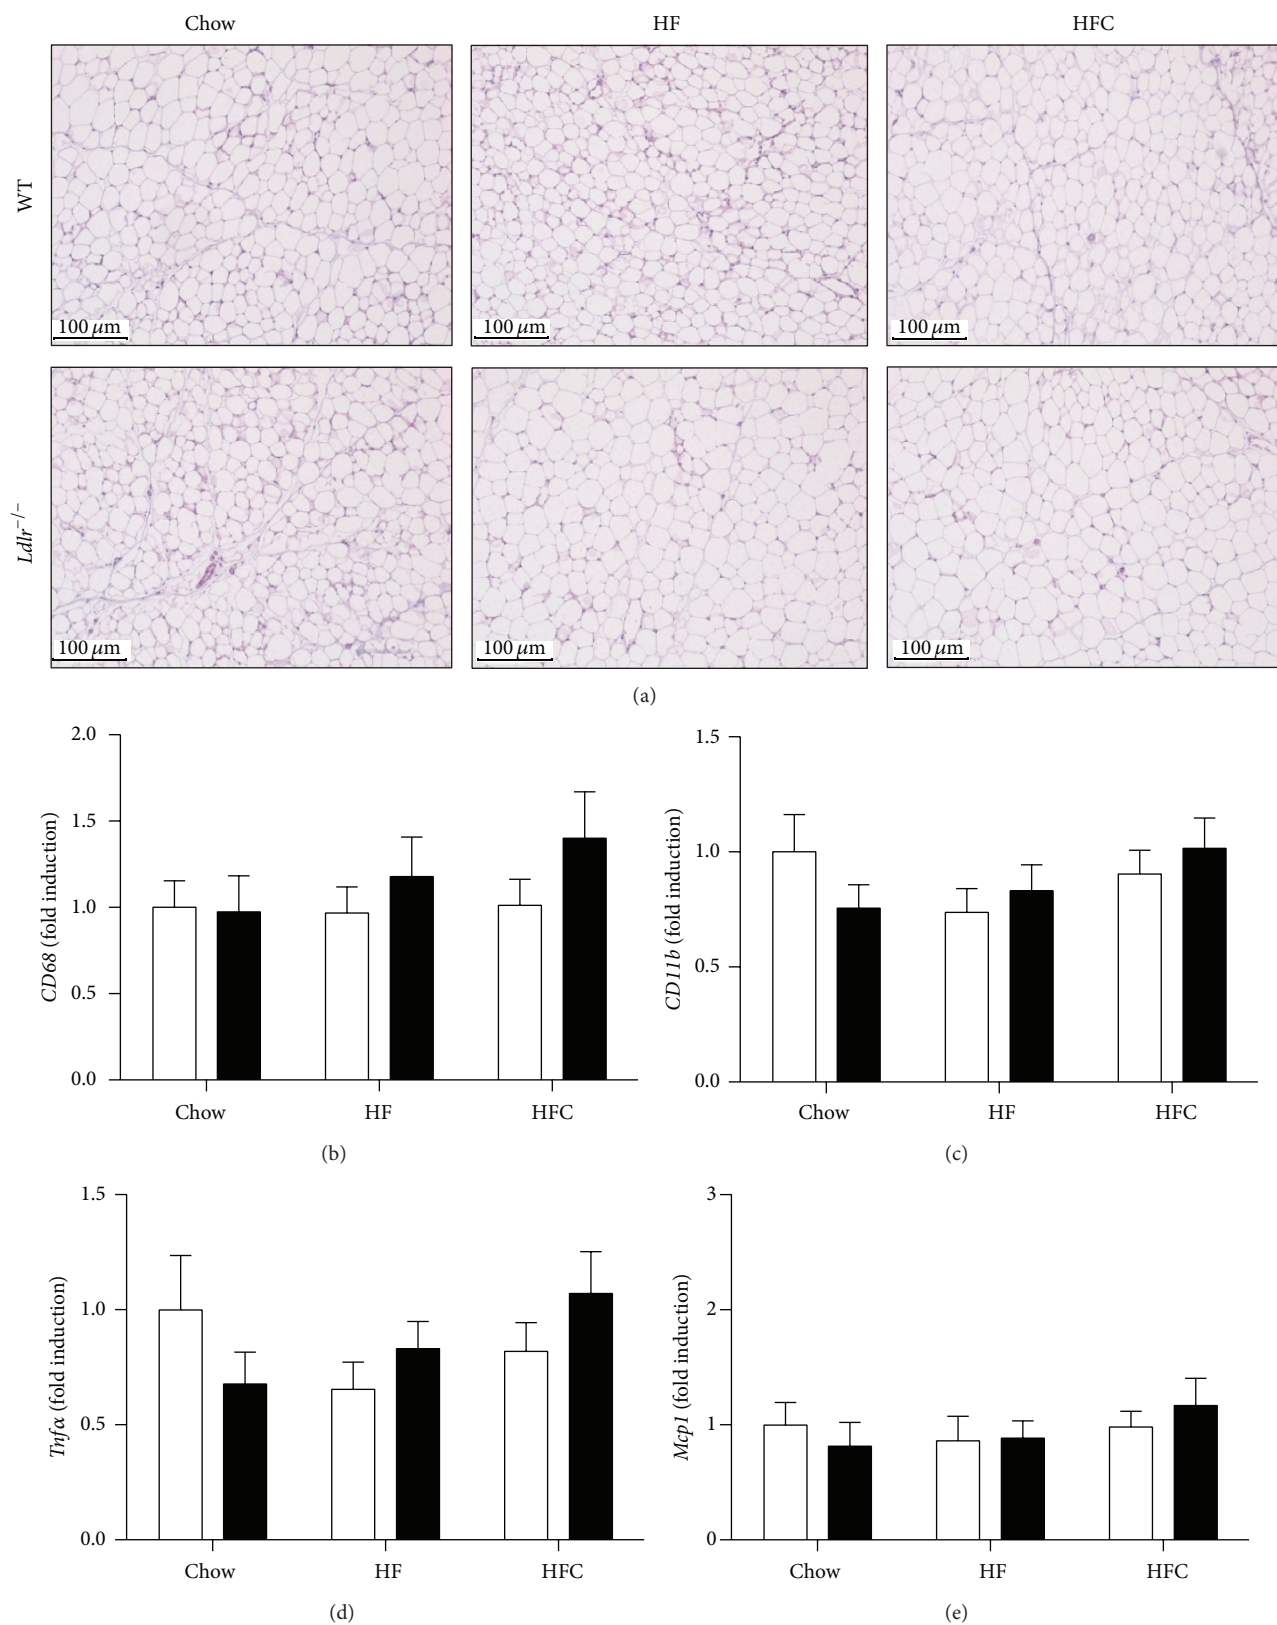 Chow HF HFC
WT
100 μm 100 μm 100 μm
Ldlr−/−
100 μm 100 μm 100 μm
(a)
CD68 (fold induction)
2.0
1.5
1.0
0.5
0.0
Chow HF HFC
(b)
CD11b (fold induction)
1.5
1.0
0.5
0.0
Chow HF HFC
(c)
Tnfα (fold induction)
1.5
1.0
0.5
0.0
Chow HF HFC
(d)
Mcp1 (fold induction)
3
2
1
0
Chow HF HFC
(e)